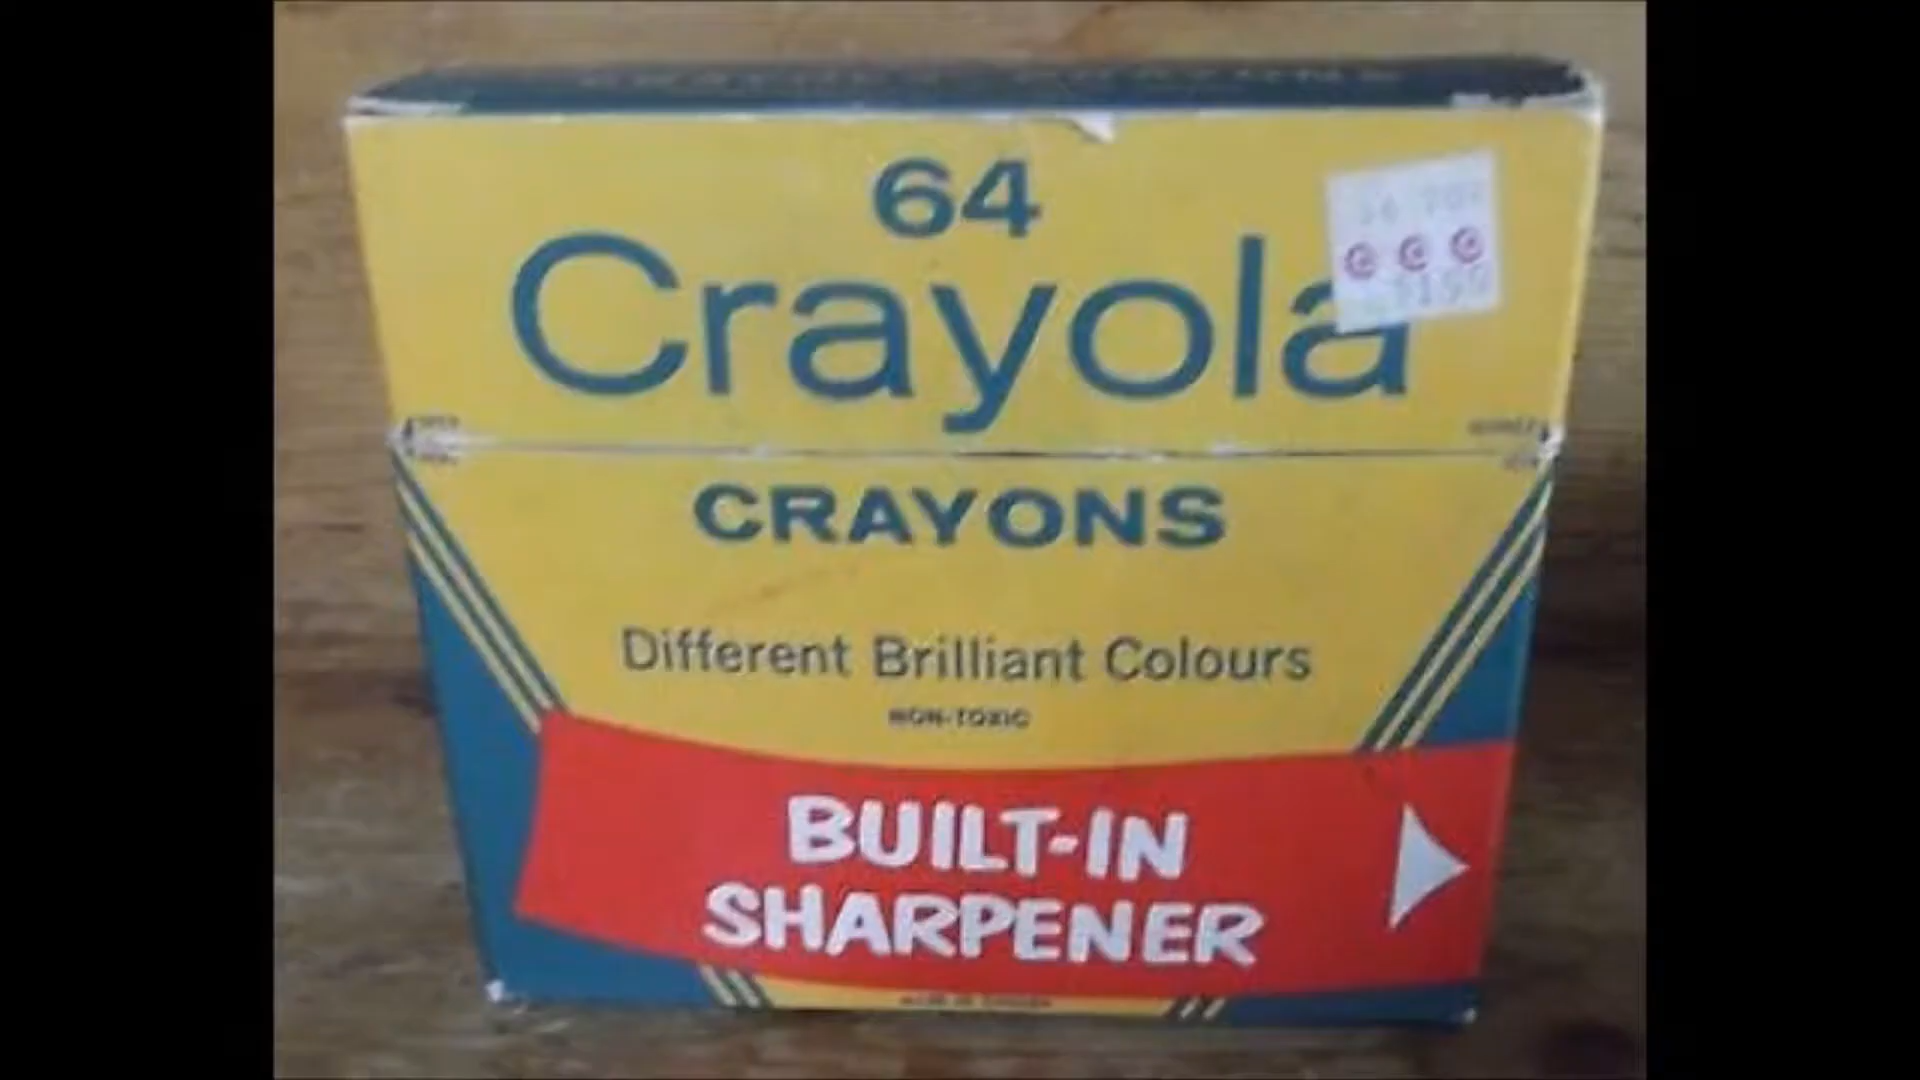 64
Crayola
CRAYONS
Different Brilliant Colours
NON-TOXIC
BUILT-IN
SHARPENER